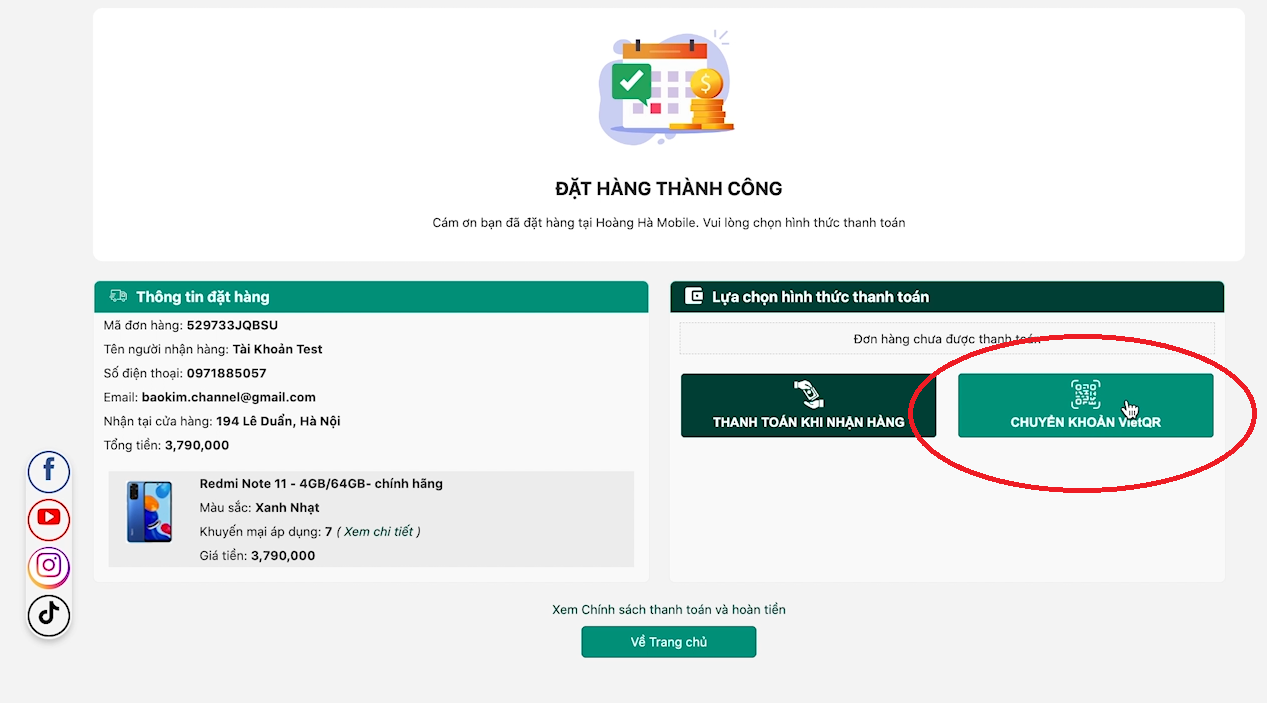 ĐẶT HÀNG THÀNH CÔNG
Cám ơn bạn đã đặt hàng tại Hoàng Hà Mobile. Vui lòng chọn hình thức thanh toán
Thông tin đặt hàng
Mã đơn hàng: 529733JQBSU
Tên người nhận hàng: Tài Khoản Test
Số điện thoại: 0971885057
Email: baokim.channel@gmail.com
Nhận tại cửa hàng: 194 Lê Duẩn, Hà Nội
Tổng tiền: 3,790,000
Redmi Note 11 - 4GB/64GB- chính hãng
Màu sắc: Xanh Nhạt
Khuyến mại áp dụng: 7 ( Xem chi tiết )
Giá tiền: 3,790,000
Lựa chọn hình thức thanh toán
Đơn hàng chưa được thanh toán
THANH TOÁN KHI NHẬN HÀNG
CHUYỂN KHOẢN VietQR
Xem Chính sách thanh toán và hoàn tiền
Về Trang chủ